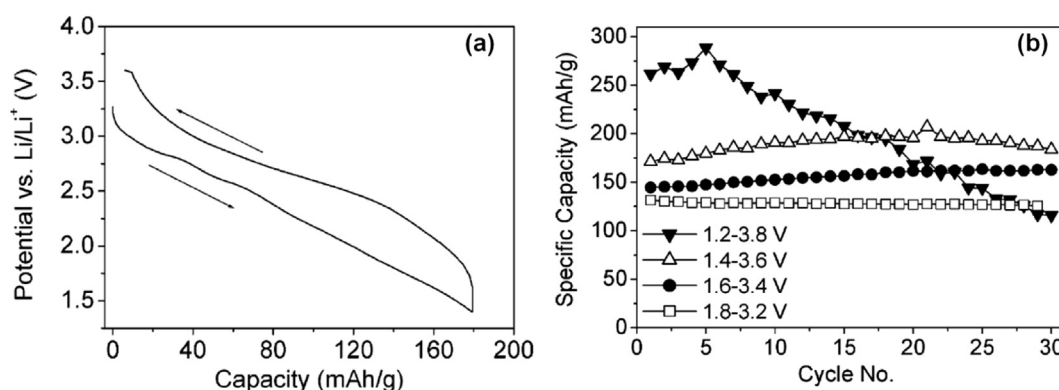 (a)
Potential vs. Li/Li⁺ (V)
4.0
3.5
3.0
2.5
2.0
1.5
0 40 80 120 160 200
Capacity (mAh/g)
(b)
Specific Capacity (mAh/g)
300
250
200
150
100
50
0
0 5 10 15 20 25 30
Cycle No.
1.2-3.8 V
1.4-3.6 V
1.6-3.4 V
1.8-3.2 V